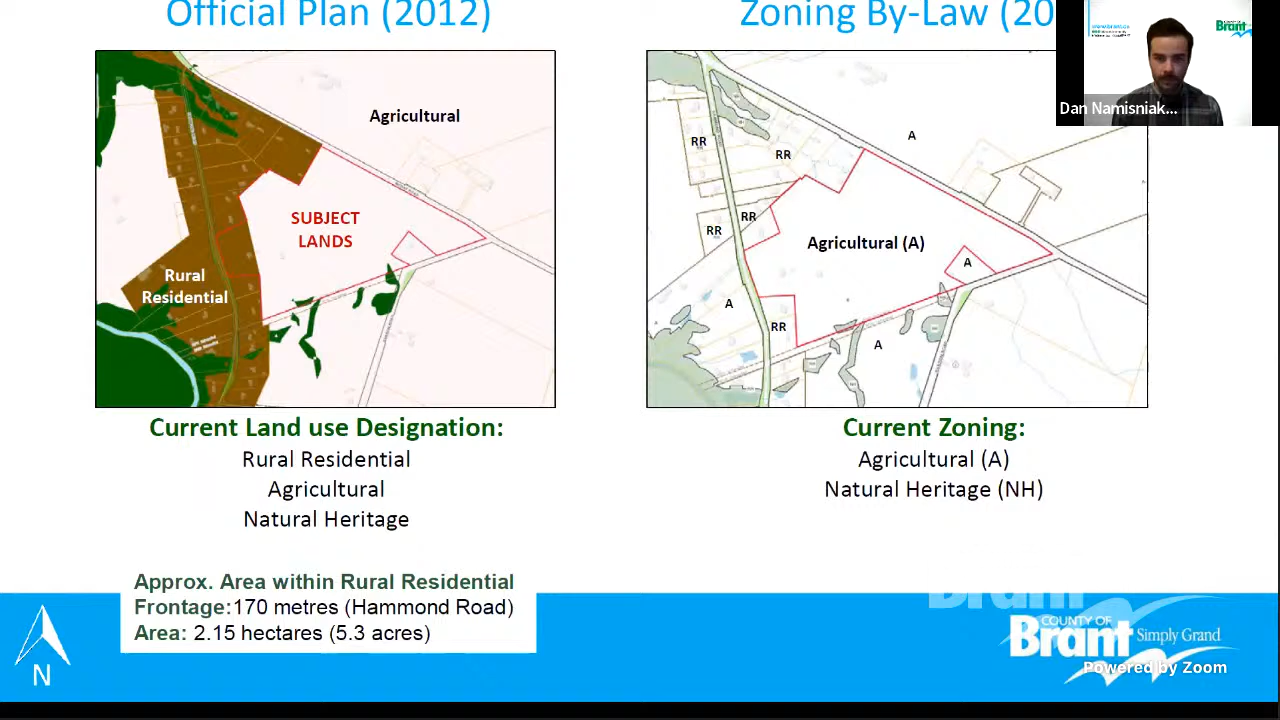 Official Plan (2012)
Zoning By-Law (20
Brant
Dan Namisniak...
Agricultural
SUBJECT
LANDS
Rural
Residential
A
RR
RR
RR
RR
Agricultural (A)
A
A
RR
A
Current Land use Designation:
Rural Residential
Agricultural
Natural Heritage
Current Zoning:
Agricultural (A)
Natural Heritage (NH)
Approx. Area within Rural Residential
Frontage:170 metres (Hammond Road)
Area: 2.15 hectares (5.3 acres)
N
Brant
COUNTY OF
Brant Simply Grand
Powered by Zoom